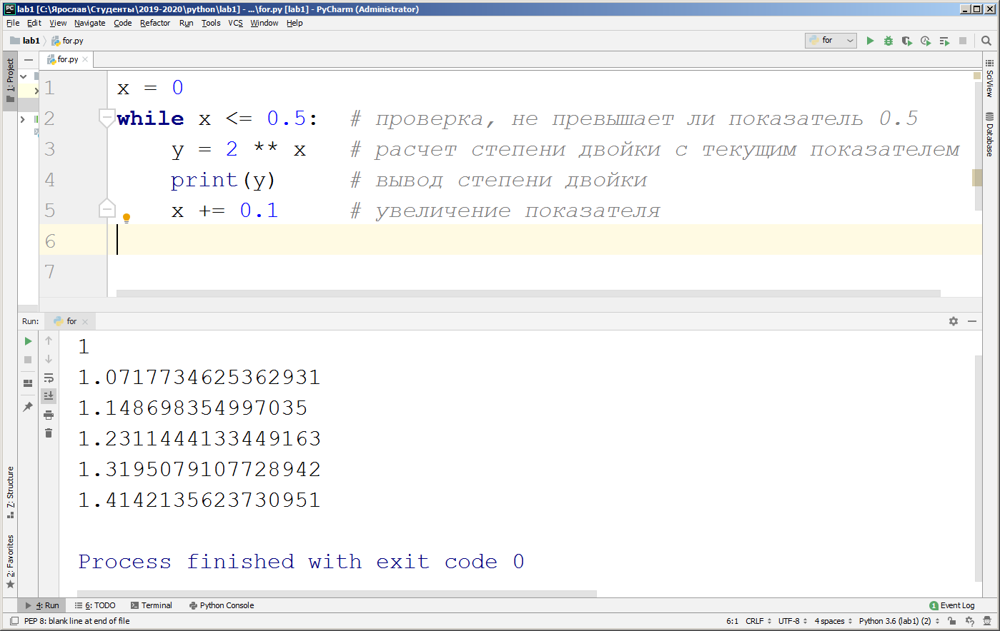 lab1 [C:\Ярослав\Студенты\2019-2020\python\lab1] - ...\for.py [lab1] - PyCharm (Administrator)
File Edit View Navigate Code Refactor Run Tools VCS Window Help
lab1 for.py for
1: Project for.py SciView
Database
1 x = 0
2 while x <= 0.5: # проверка, не превышает ли показатель 0.5
3 y = 2 ** x # расчет степени двойки с текущим показателем
4 print(y) # вывод степени двойки
5 x += 0.1 # увеличение показателя
6
7
Run: for
1
1.0717734625362931
1.148698354997035
1.2311444133449163
1.3195079107728942
1.4142135623730951
Process finished with exit code 0
7: Structure
2: Favorites
4: Run 6: TODO Terminal Python Console 1 Event Log
PEP 8: blank line at end of file 6:1 CRLF UTF-8 4 spaces Python 3.6 (lab1) (2)